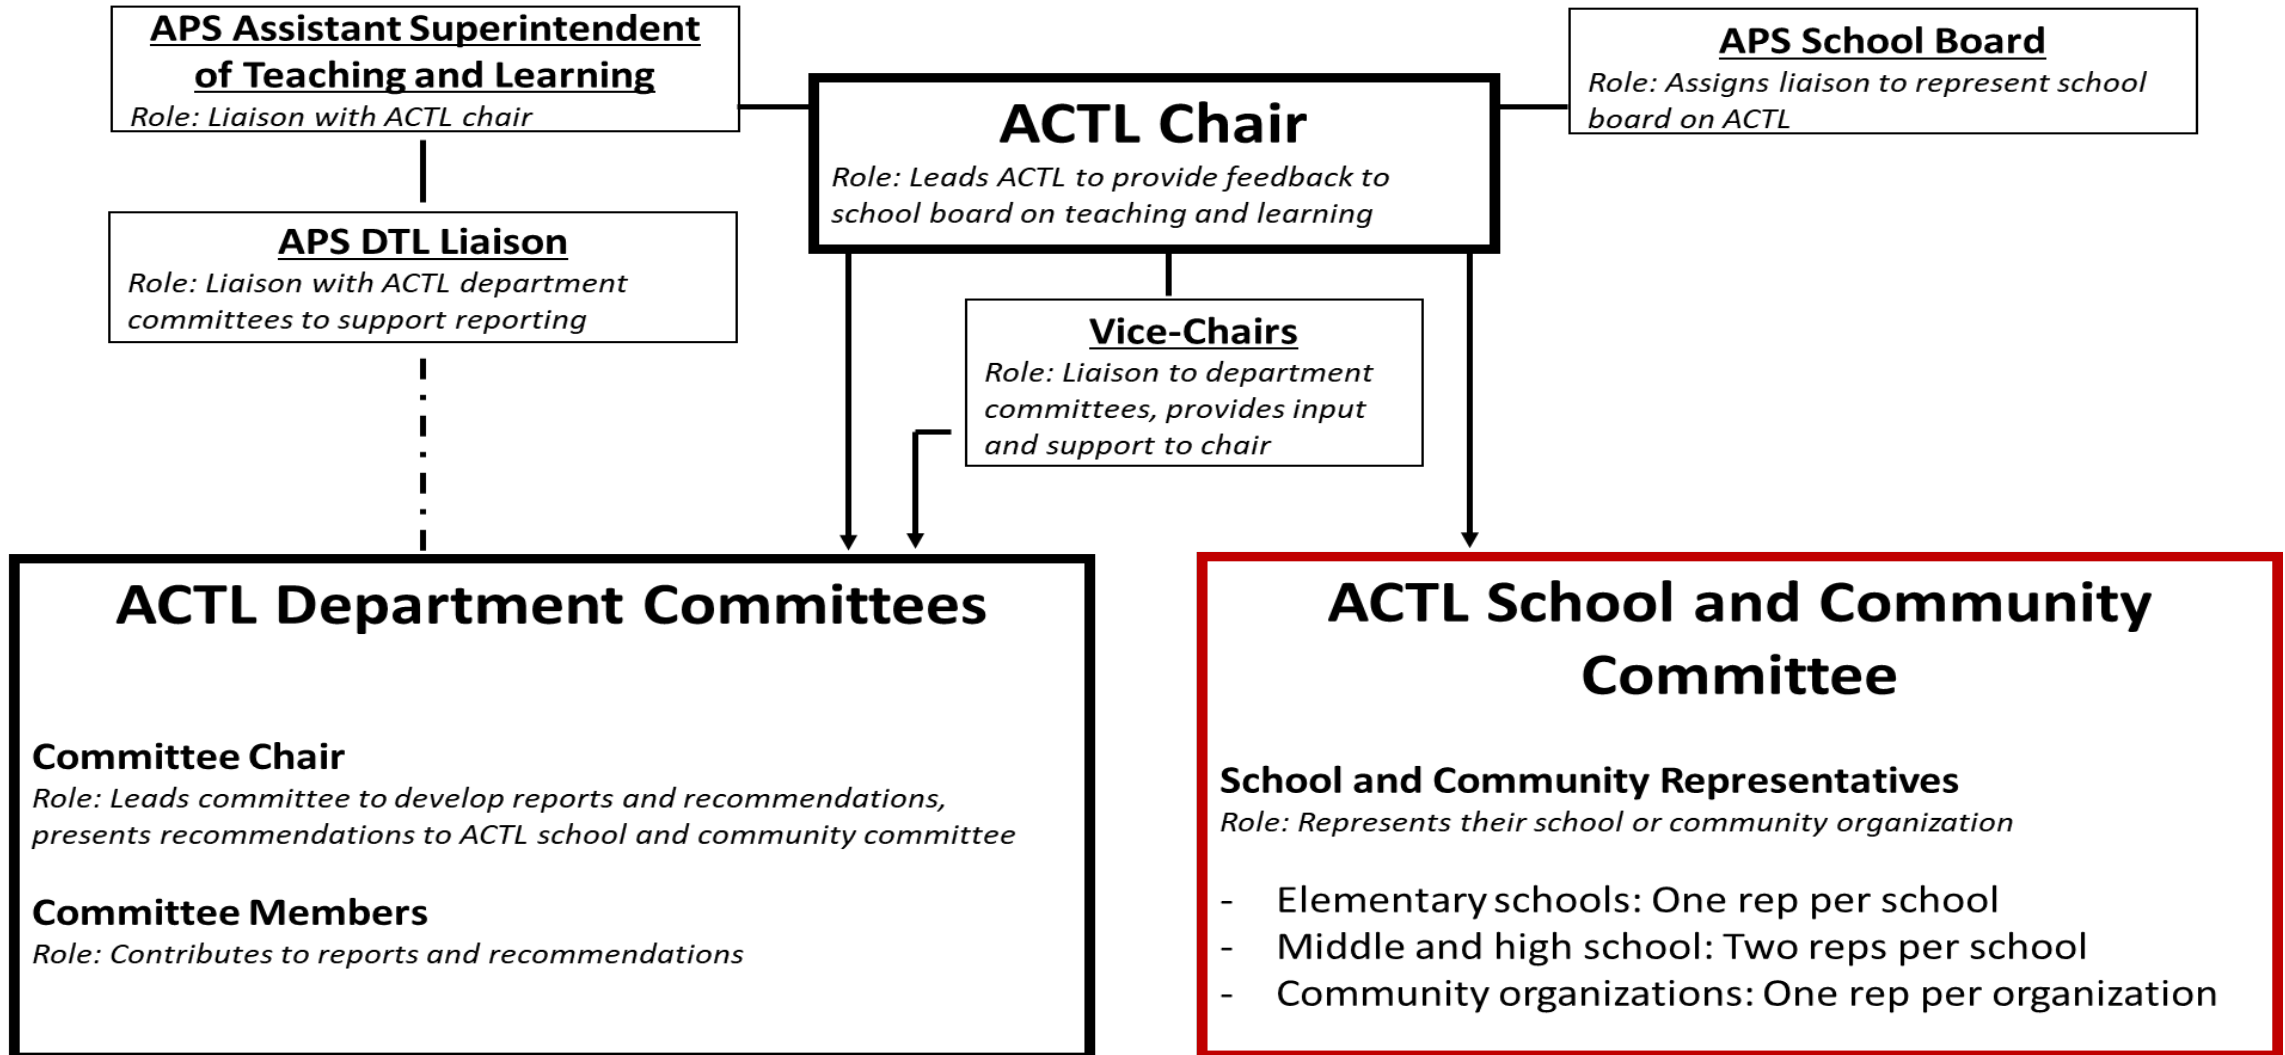 APS Assistant Superintendent
of Teaching and Learning
Role: Liaison with ACTL chair
ACTL Chair
Role: Leads ACTL to provide feedback to
school board on teaching and learning
APS School Board
Role: Assigns liaison to represent school
board on ACTL
APS DTL Liaison
Role: Liaison with ACTL department
committees to support reporting
Vice-Chairs
Role: Liaison to department
committees, provides input
and support to chair
ACTL Department Committees
Committee Chair
Role: Leads committee to develop reports and recommendations,
presents recommendations to ACTL school and community committee
Committee Members
Role: Contributes to reports and recommendations
ACTL School and Community
Committee
School and Community Representatives
Role: Represents their school or community organization
- Elementary schools: One rep per school
- Middle and high school: Two reps per school
- Community organizations: One rep per organization